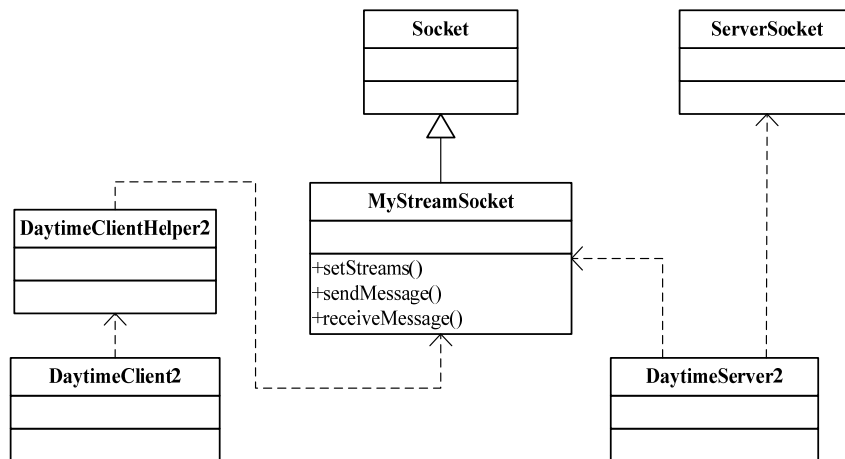 Socket
ServerSocket
MyStreamSocket
+setStreams()
+sendMessage()
+receiveMessage()
DaytimeClientHelper2
DaytimeClient2
DaytimeServer2